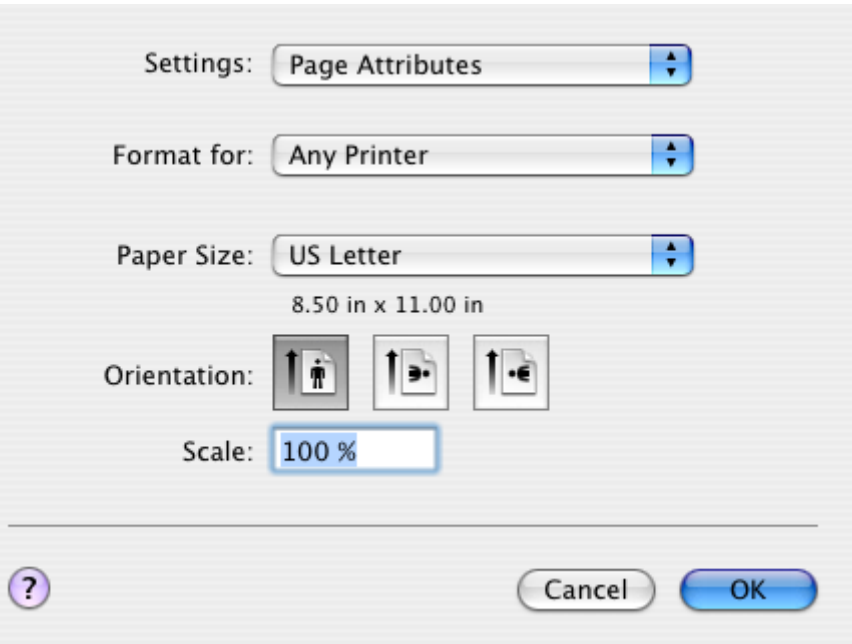 Settings: Page Attributes
Format for: Any Printer
Paper Size: US Letter
8.50 in x 11.00 in
Orientation:
Scale: 100 %
? Cancel OK